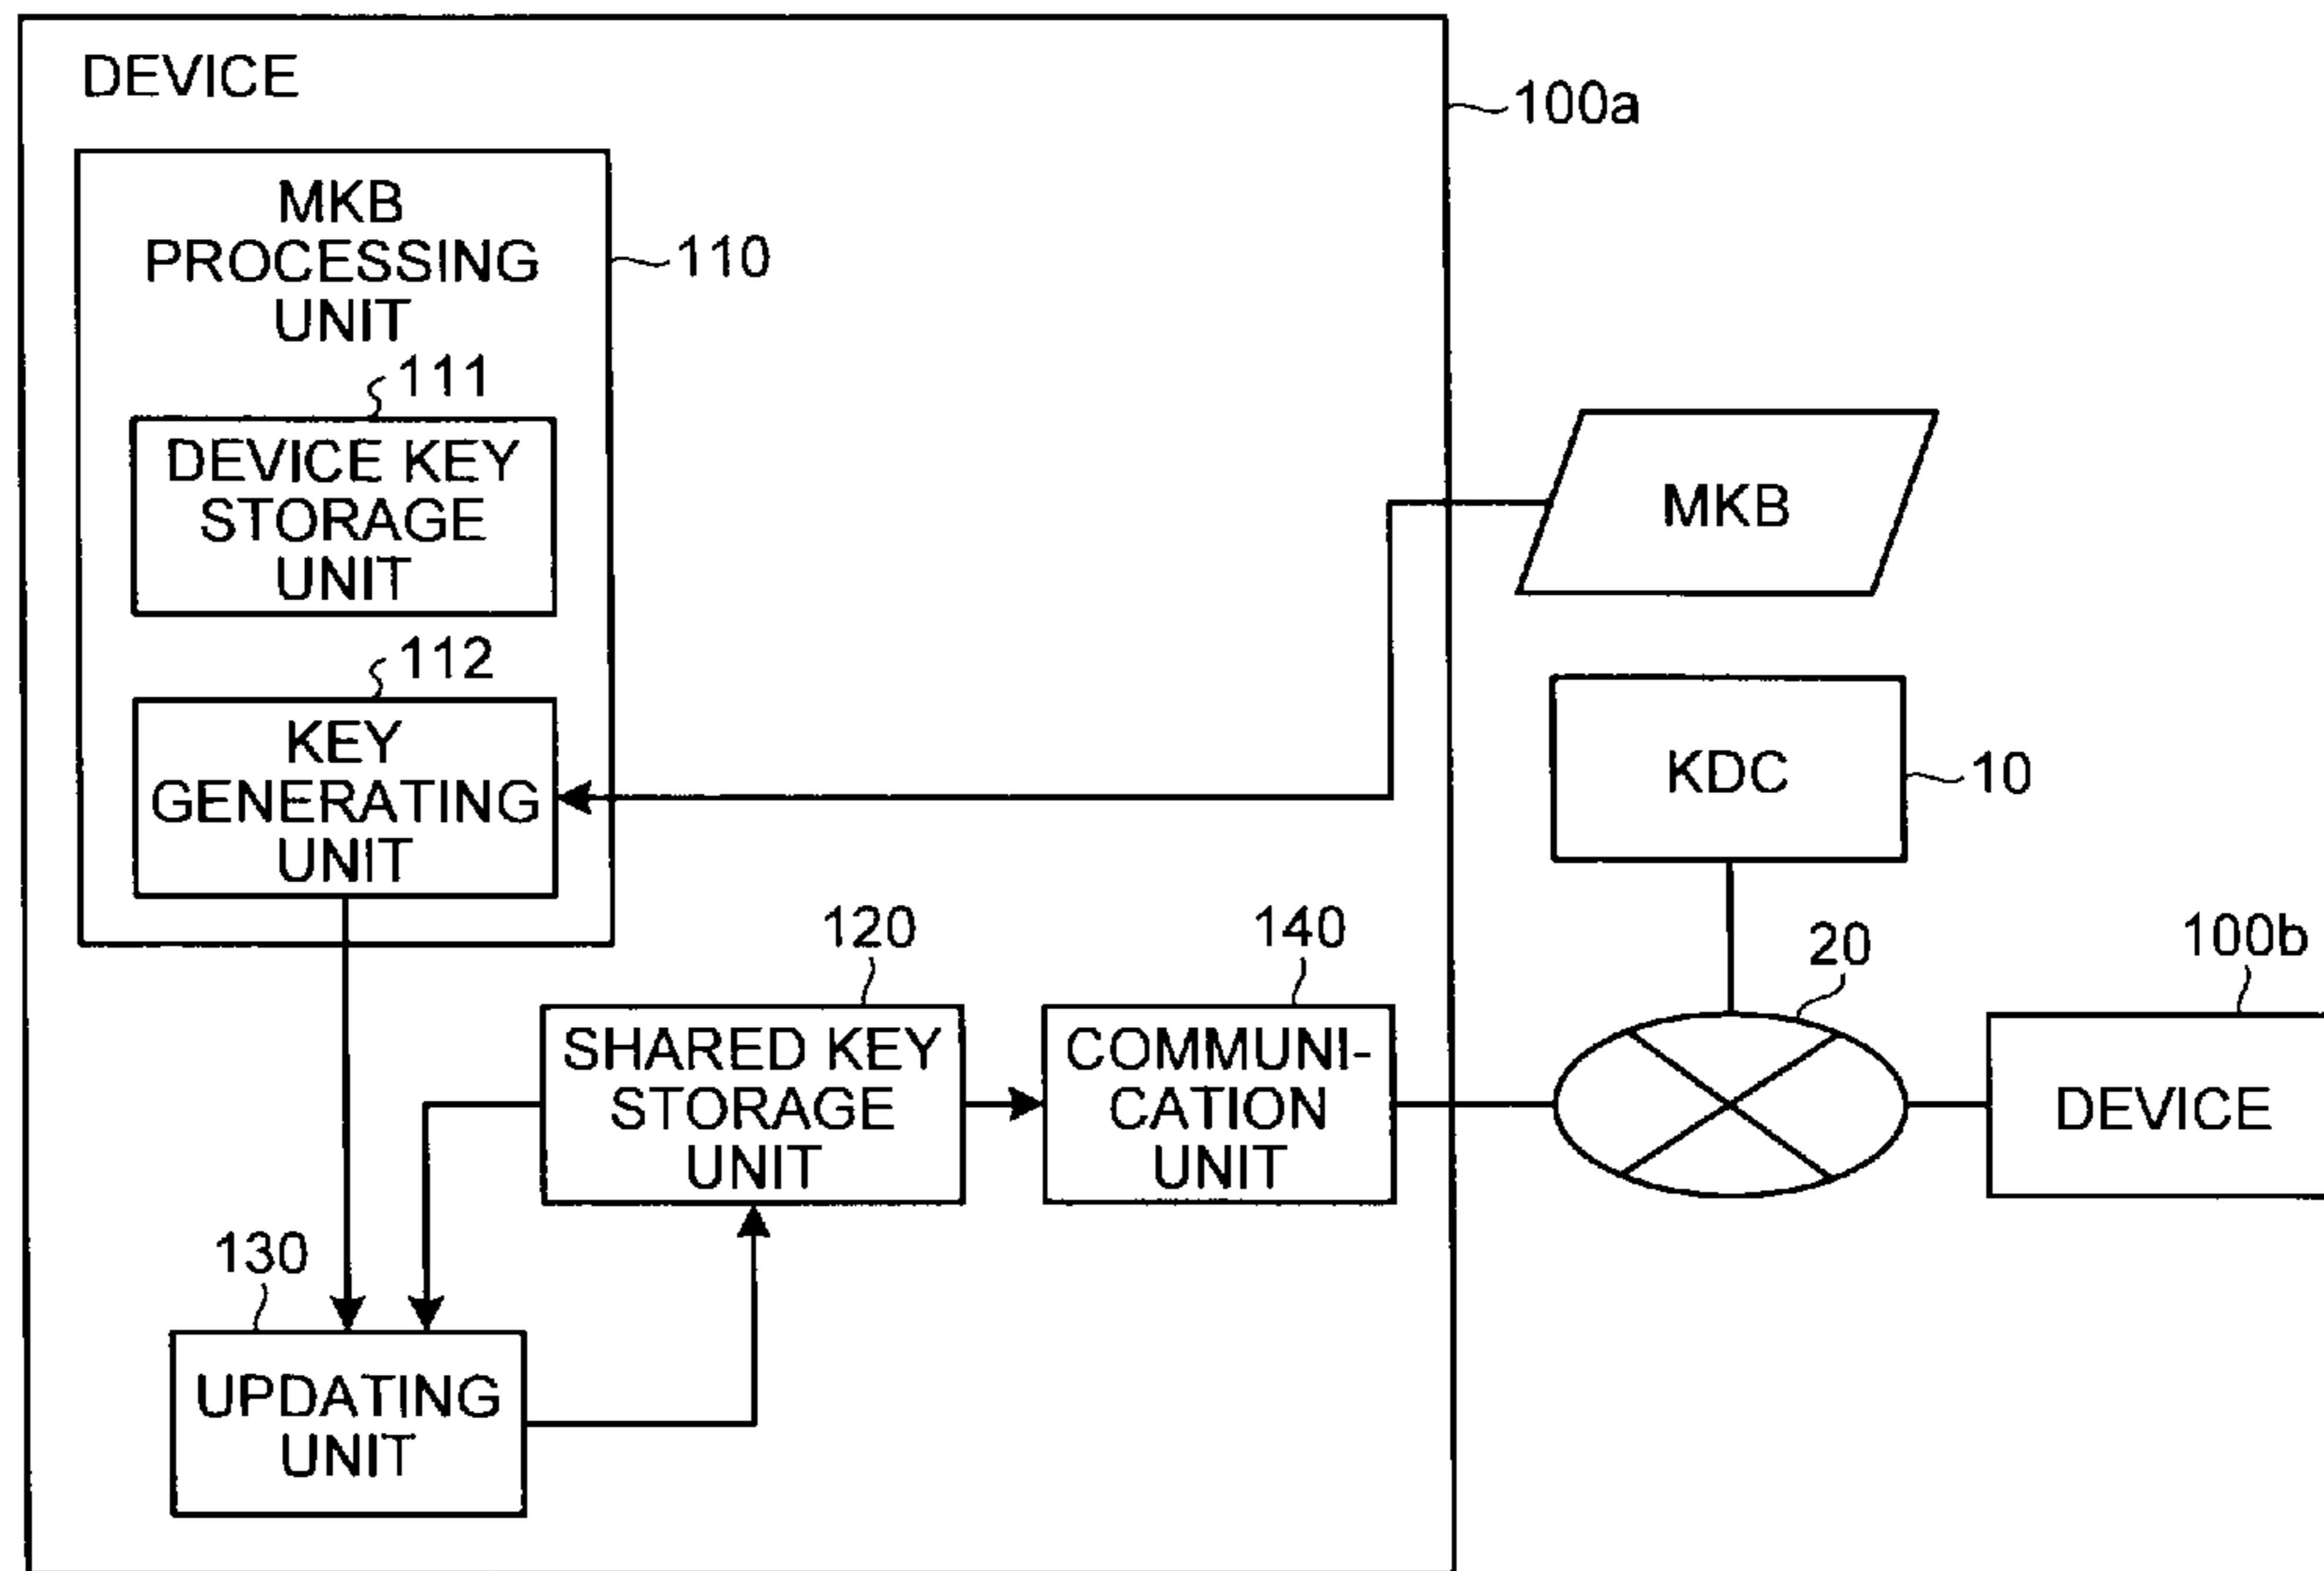 DEVICE
100a
MKB
PROCESSING
UNIT
110
111
DEVICE KEY
STORAGE
UNIT
MKB
112
KEY
GENERATING
UNIT
KDC
10
120
140
20
100b
SHARED KEY
STORAGE
UNIT
COMMUNI-
CATION
UNIT
DEVICE
130
UPDATING
UNIT